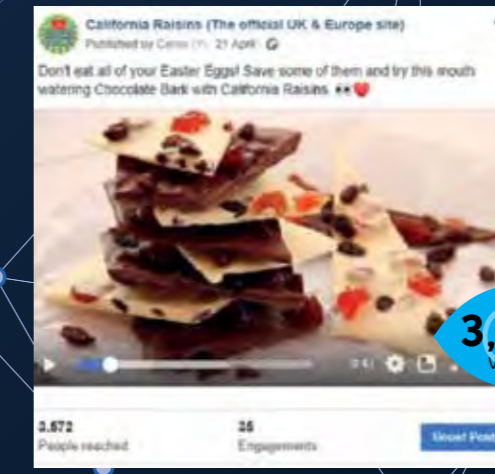 California Raisins (The official UK & Europe site)
Published by 21 April
Don't eat all of your Easter Eggs! Save some of them and try this mouth
watering Chocolate Bark with California Raisins.
3,
3,572
People reached
Engagements
Boost Post